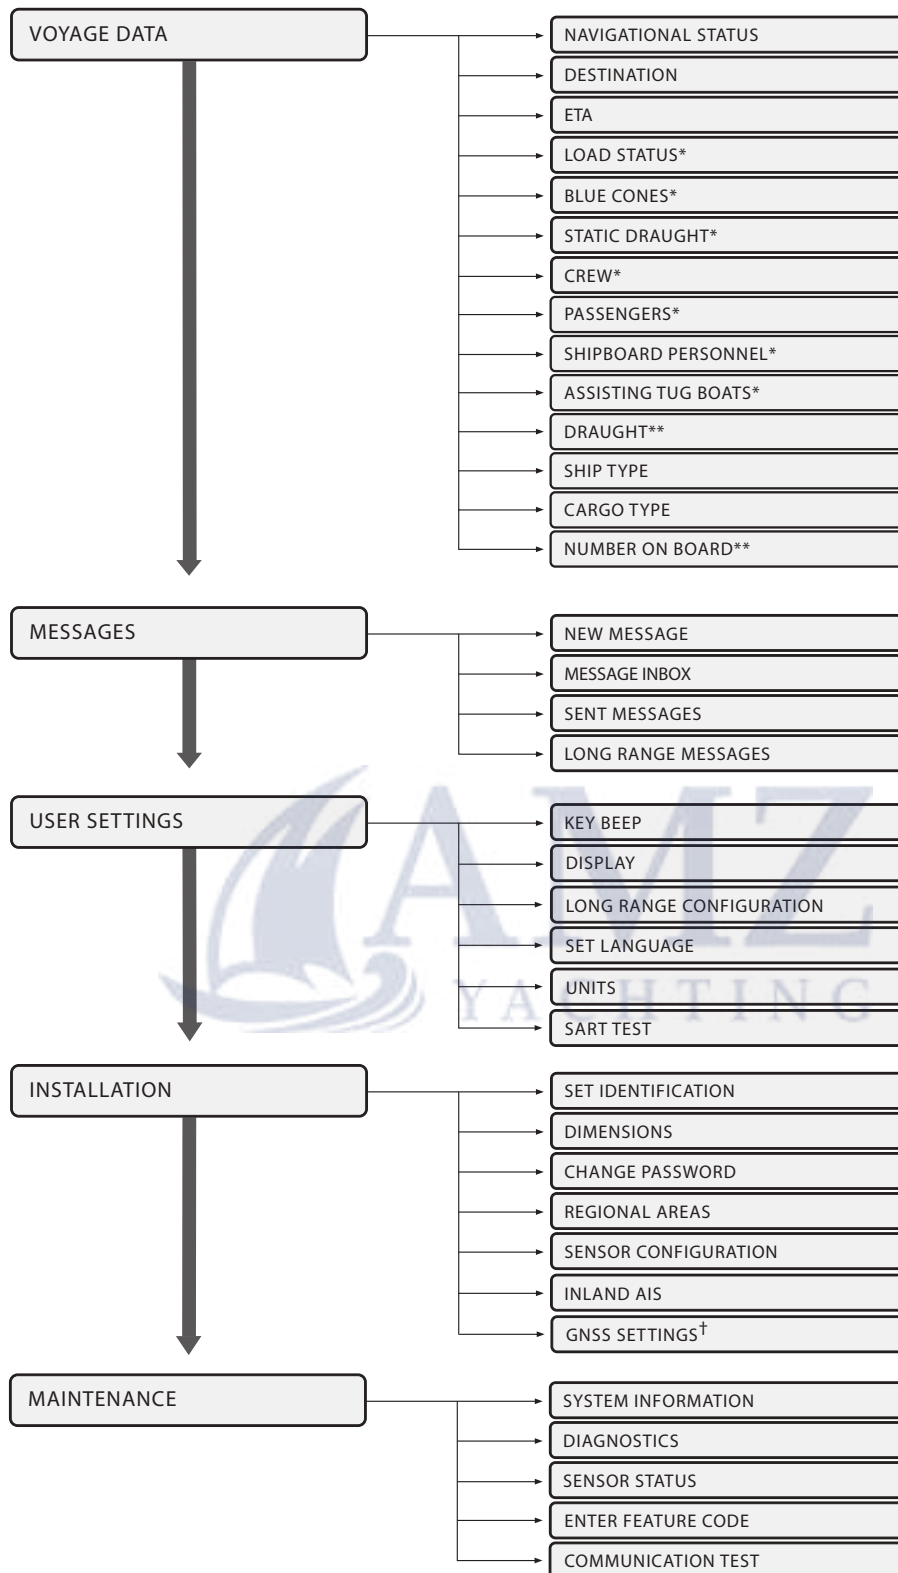 VOYAGE DATA
NAVIGATIONAL STATUS
DESTINATION
ETA
LOAD STATUS*
BLUE CONES*
STATIC DRAUGHT*
CREW*
PASSENGERS*
SHIPBOARD PERSONNEL*
ASSISTING TUG BOATS*
DRAUGHT**
SHIP TYPE
CARGO TYPE
NUMBER ON BOARD**
MESSAGES
NEW MESSAGE
MESSAGE INBOX
SENT MESSAGES
LONG RANGE MESSAGES
USER SETTINGS
KEY BEEP
DISPLAY
LONG RANGE CONFIGURATION
SET LANGUAGE
UNITS
SART TEST
AMZ
YACHTING
INSTALLATION
SET IDENTIFICATION
DIMENSIONS
CHANGE PASSWORD
REGIONAL AREAS
SENSOR CONFIGURATION
INLAND AIS
GNSS SETTINGS†
MAINTENANCE
SYSTEM INFORMATION
DIAGNOSTICS
SENSOR STATUS
ENTER FEATURE CODE
COMMUNICATION TEST